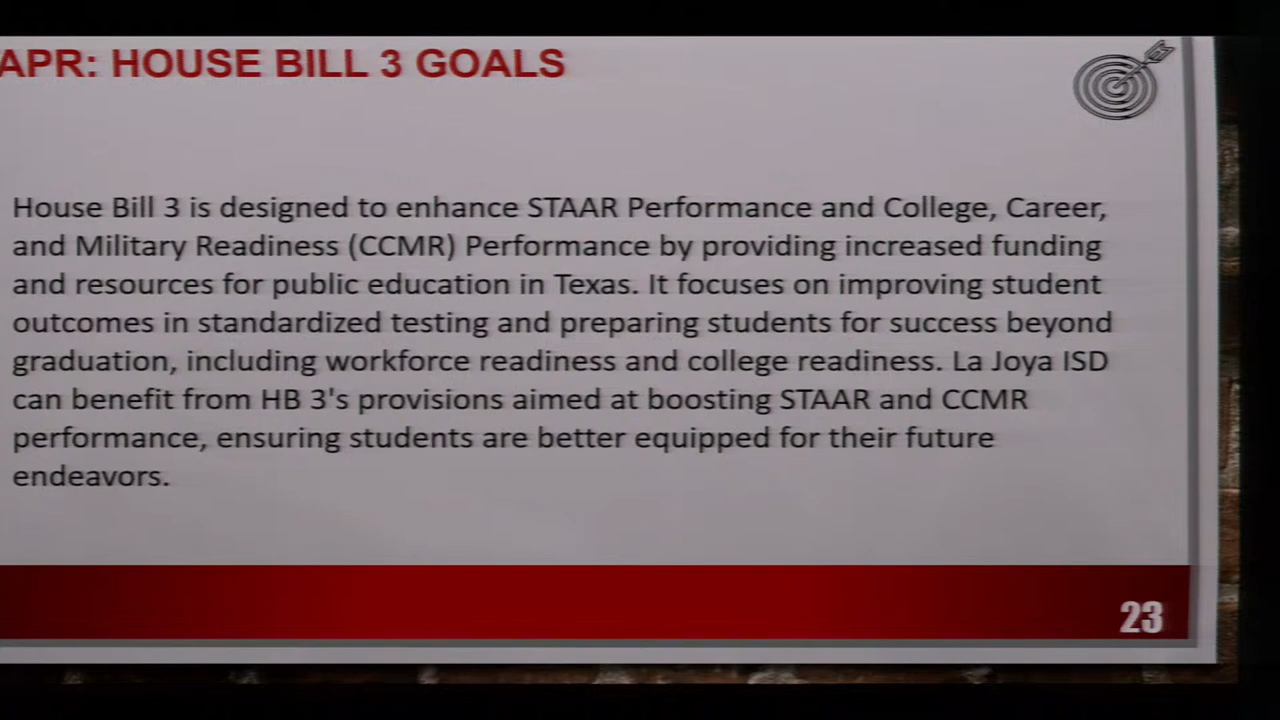 APR: HOUSE BILL 3 GOALS
House Bill 3 is designed to enhance STAAR Performance and College, Career,
and Military Readiness (CCMR) Performance by providing increased funding
and resources for public education in Texas. It focuses on improving student
outcomes in standardized testing and preparing students for success beyond
graduation, including workforce readiness and college readiness. La Joya ISD
can benefit from HB 3's provisions aimed at boosting STAAR and CCMR
performance, ensuring students are better equipped for their future
endeavors.
23